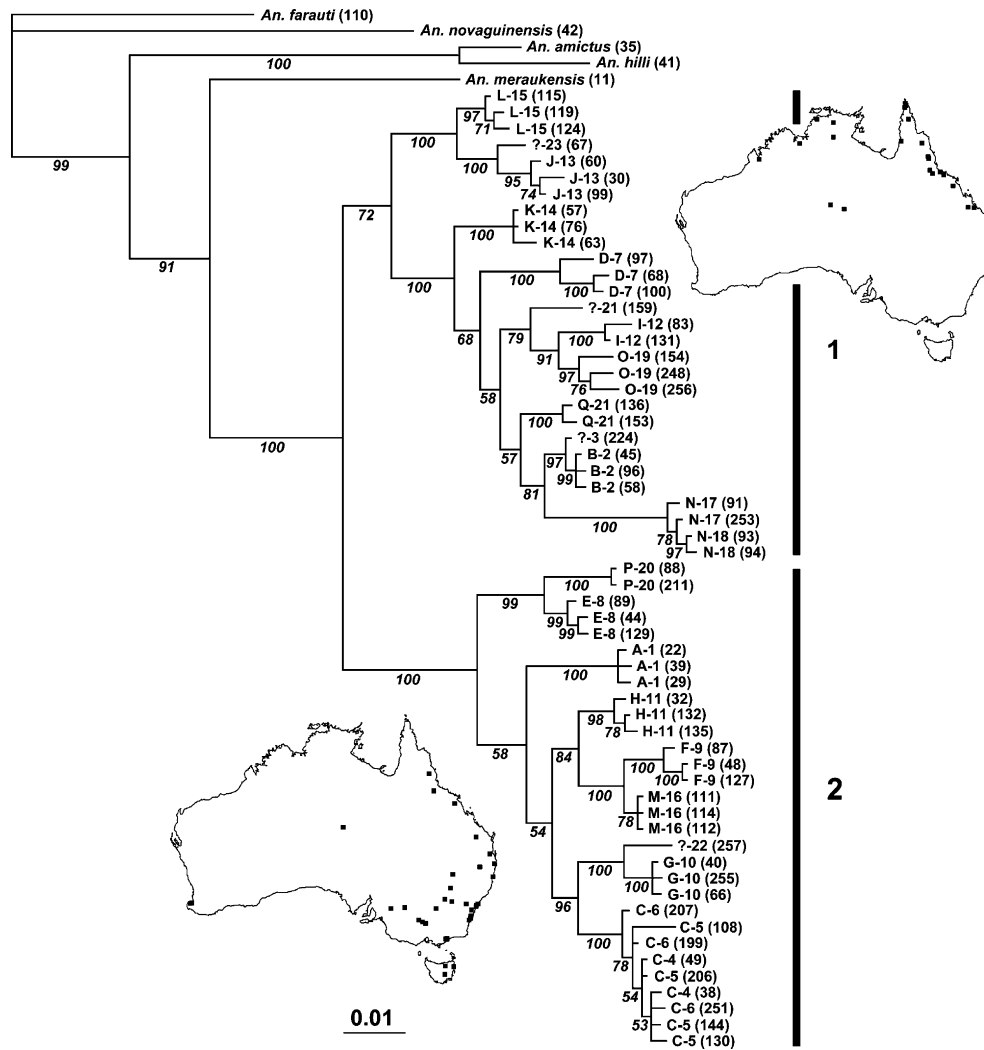 An. farauti (110)
An. novaguinensis (42)
An. amictus (35)
100
An. hilli (41)
An. meraukensis (11)
L-15 (115)
97
L-15 (119)
71
L-15 (124)
100
?-23 (67)
99
100
J-13 (60)
95
J-13 (30)
74
J-13 (99)
K-14 (57)
72
K-14 (76)
100
K-14 (63)
91
D-7 (97)
100
D-7 (68)
100
D-7 (100)
?-21 (159)
I-12 (83)
68
79
100
I-12 (131)
91
O-19 (154)
97
O-19 (248)
76
O-19 (256)
58
Q-21 (136)
100
Q-21 (153)
100
?-3 (224)
57
97
B-2 (45)
99
B-2 (96)
81
B-2 (58)
N-17 (91)
100
N-17 (253)
78
N-18 (93)
97
N-18 (94)
1
P-20 (88)
100
P-20 (211)
99
E-8 (89)
99
E-8 (44)
99
E-8 (129)
A-1 (22)
100
A-1 (39)
100
A-1 (29)
H-11 (32)
98
H-11 (132)
78
H-11 (135)
58
84
F-9 (87)
100
F-9 (48)
100
F-9 (127)
100
M-16 (111)
M-16 (114)
78
M-16 (112)
54
?-22 (257)
100
G-10 (40)
100
G-10 (255)
G-10 (66)
96
C-6 (207)
100
C-5 (108)
C-6 (199)
78
C-4 (49)
C-5 (206)
54
C-4 (38)
C-6 (251)
53
C-5 (144)
C-5 (130)
2
0.01